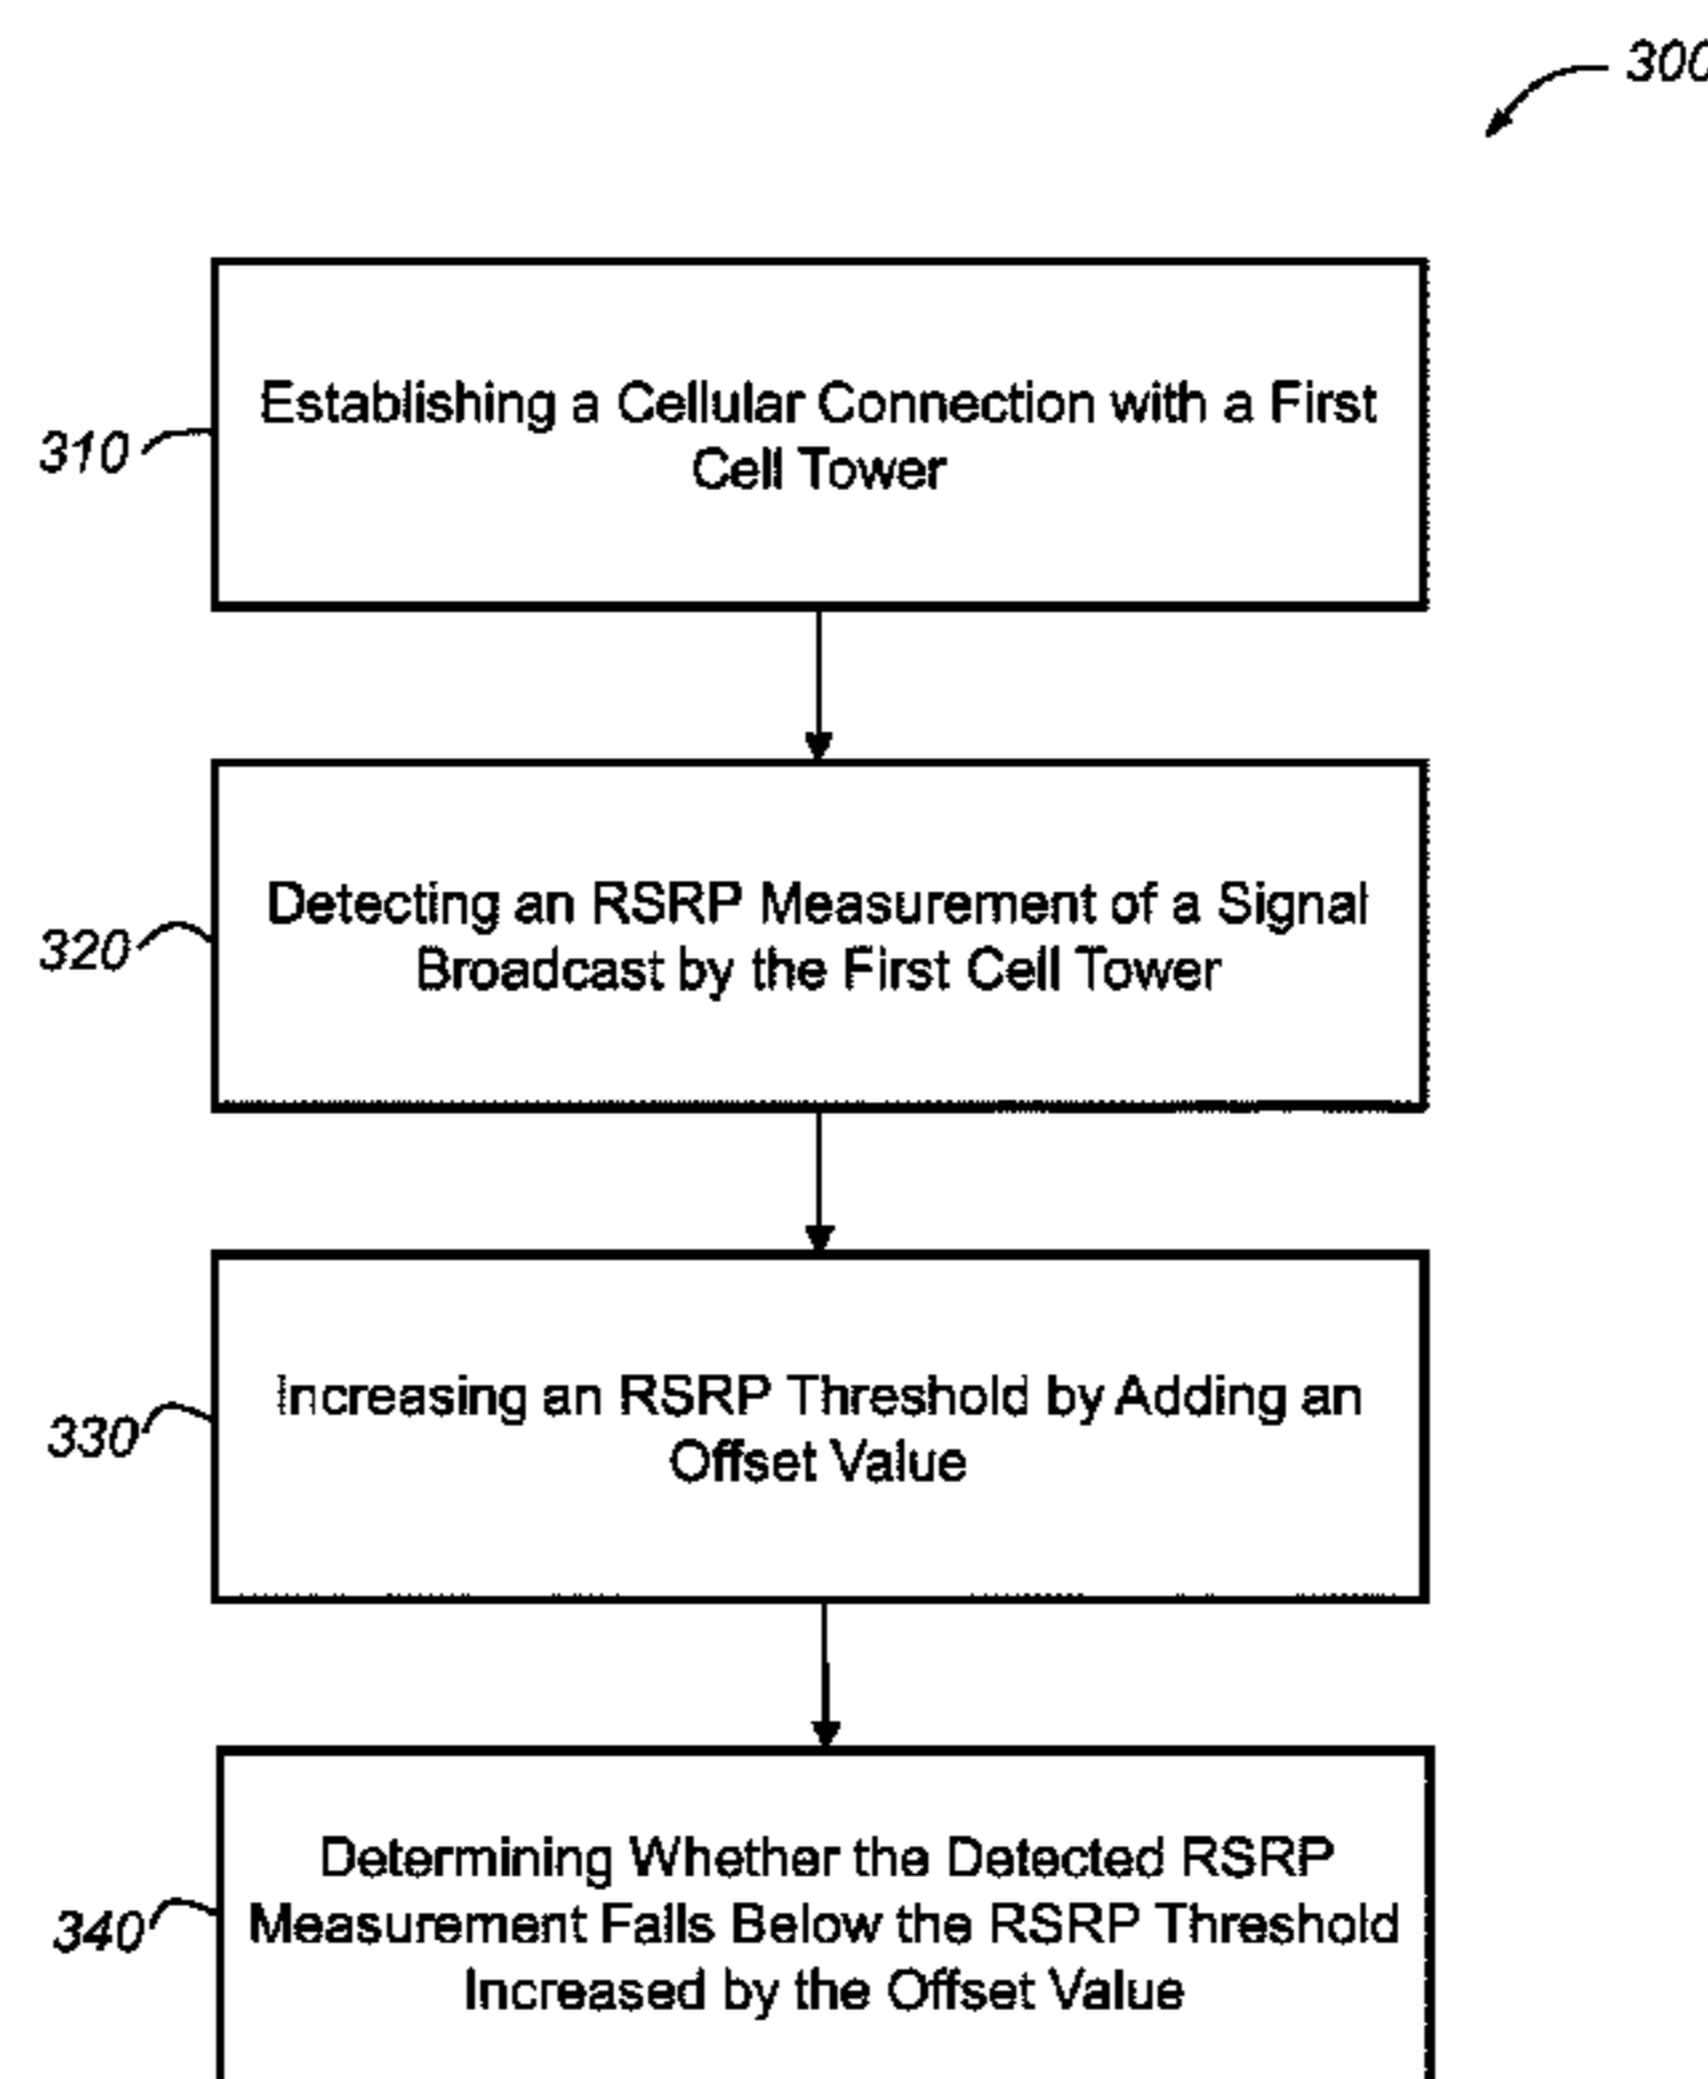 300
Establishing a Cellular Connection with a First
Cell Tower
310
Detecting an RSRP Measurement of a Signal
Broadcast by the First Cell Tower
320
Increasing an RSRP Threshold by Adding an
Offset Value
330
Determining Whether the Detected RSRP
Measurement Falls Below the RSRP Threshold
Increased by the Offset Value
340